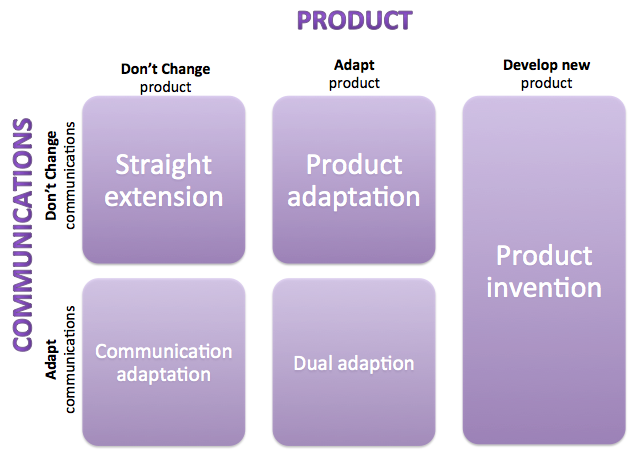 PRODUCT
Don't Change
product
Adapt
product
Develop new
product
COMMUNICATIONS
Don't Change
communications
Straight
extension
Product
adaptation
Product
invention
Adapt
communications
Communication
adaptation
Dual adaption